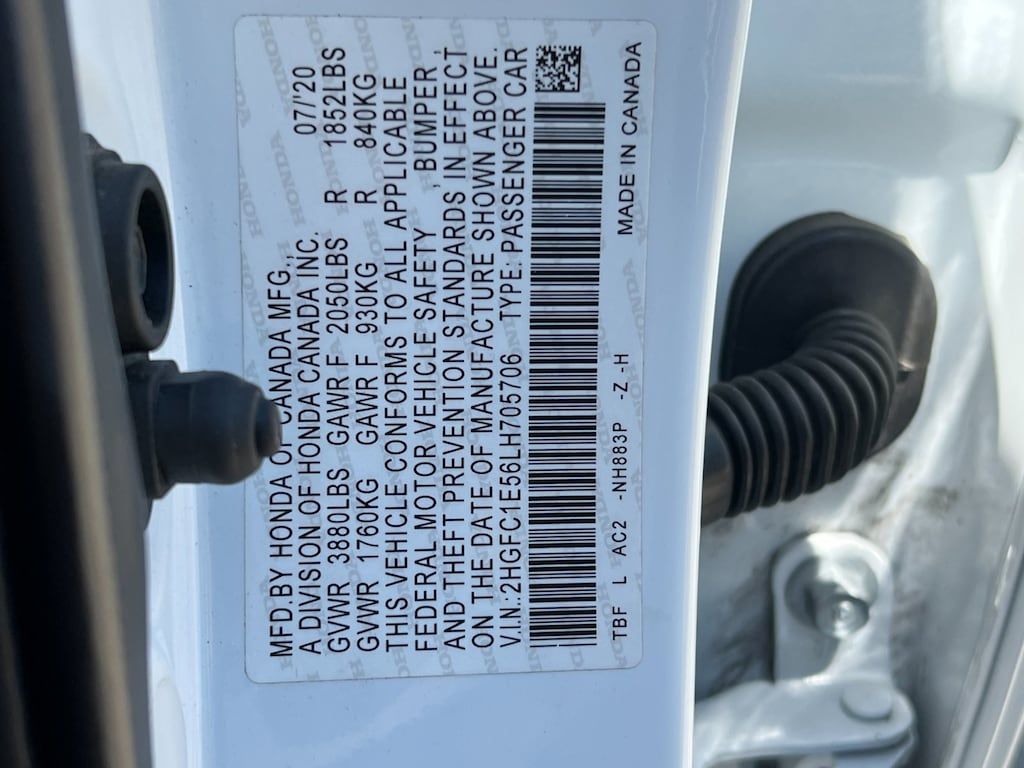 MFD.BY HONDA OF CANADA MFG.,
A DIVISION OF HONDA CANADA INC. 07/'20
GVWR 3880LBS GAWR F 2050LBS R 1852LBS
GVWR 1760KG GAWR F 930KG R 840KG
THIS VEHICLE CONFORMS TO ALL APPLICABLE
FEDERAL MOTOR VEHICLE SAFETY , BUMPER ,
AND THEFT PREVENTION STANDARDS IN EFFECT
ON THE DATE OF MANUFACTURE SHOWN ABOVE.
V.I.N.:2HGFC1E56LH705706 TYPE:PASSENGER CAR
TBF L AC2 -NH883P -Z -H MADE IN CANADA
HONDA